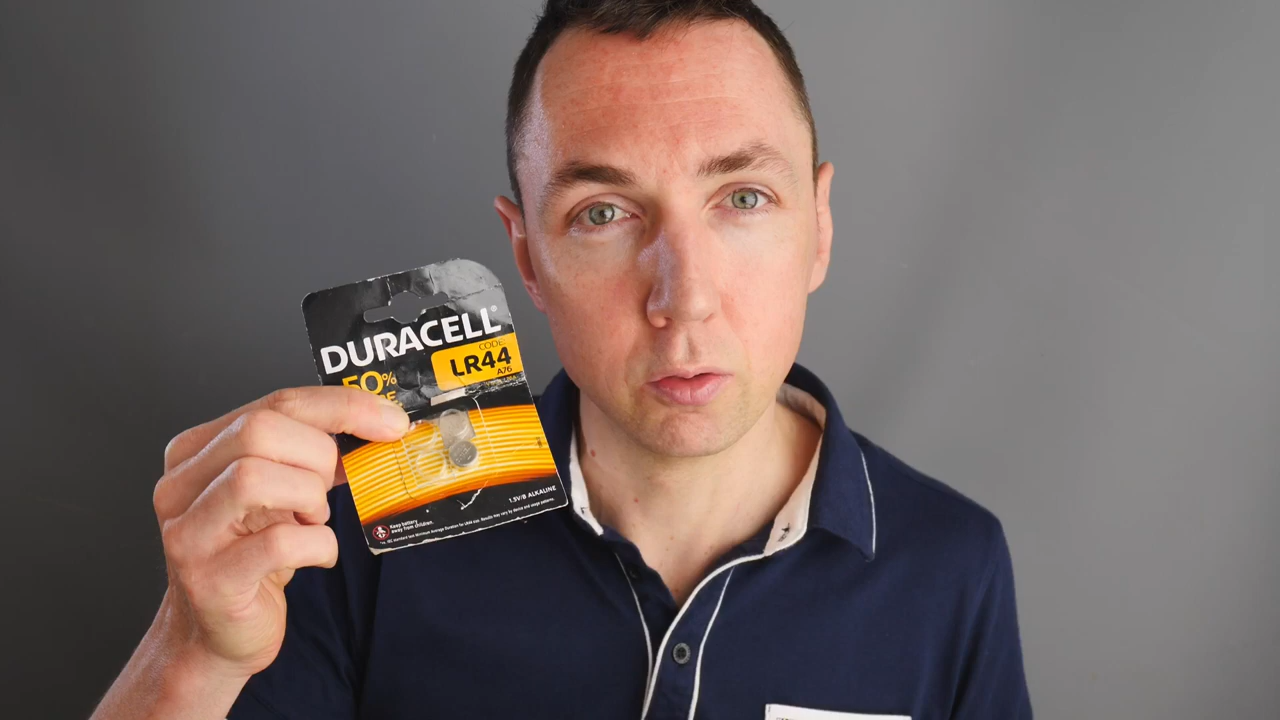 DURACELL®
CODE:
LR44
A76
50%
1.5V/B ALKALINE
Keep battery
away from children.